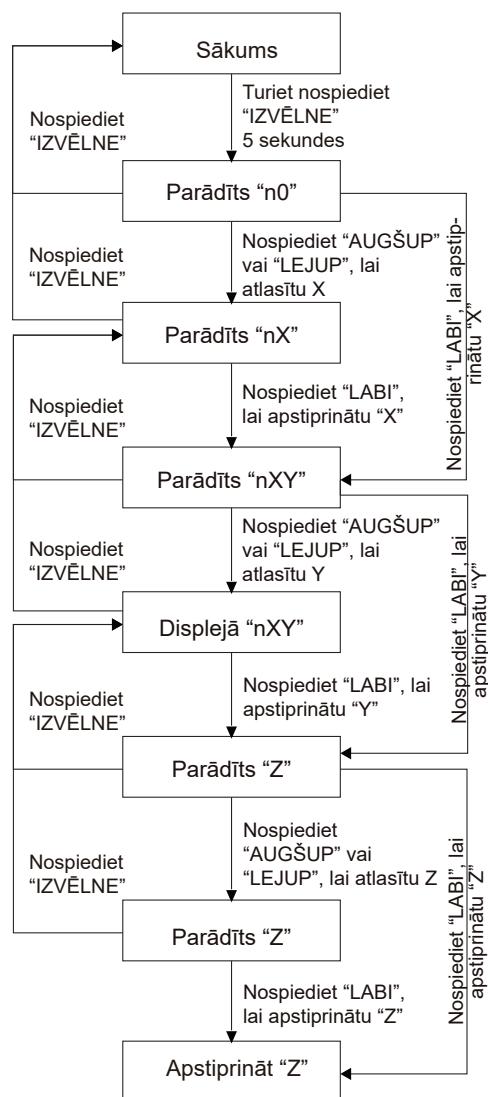 Sākums
Turiet nospiediet
“IZVĒLNE”
5 sekundes
Nospiediet
“IZVĒLNE”
Parādīts “n0”
Nospiediet “AUGŠUP”
vai “LEJUP”, lai
atlasītu X
Nospiediet
“IZVĒLNE”
Nospiediet “LABI”, lai apstip-
rinātu “X”
Parādīts “nX”
Nospiediet “LABI”,
lai apstiprinātu “X”
Nospiediet
“IZVĒLNE”
Parādīts “nXY”
Nospiediet “AUGŠUP”
vai “LEJUP”, lai
atlasītu Y
Nospiediet
“IZVĒLNE”
Nospiediet “LABI”, lai
apstiprinātu “Y”
Displejā “nXY”
Nospiediet “LABI”, lai
apstiprinātu “Y”
Nospiediet
“IZVĒLNE”
Parādīts “Z”
Nospiediet
“AUGŠUP” vai
“LEJUP”, lai atlasītu Z
Nospiediet
“IZVĒLNE”
Nospiediet “LABI”, lai
apstiprinātu “Z”
Parādīts “Z”
Nospiediet “LABI”,
lai apstiprinātu “Z”
Apstiprināt “Z”